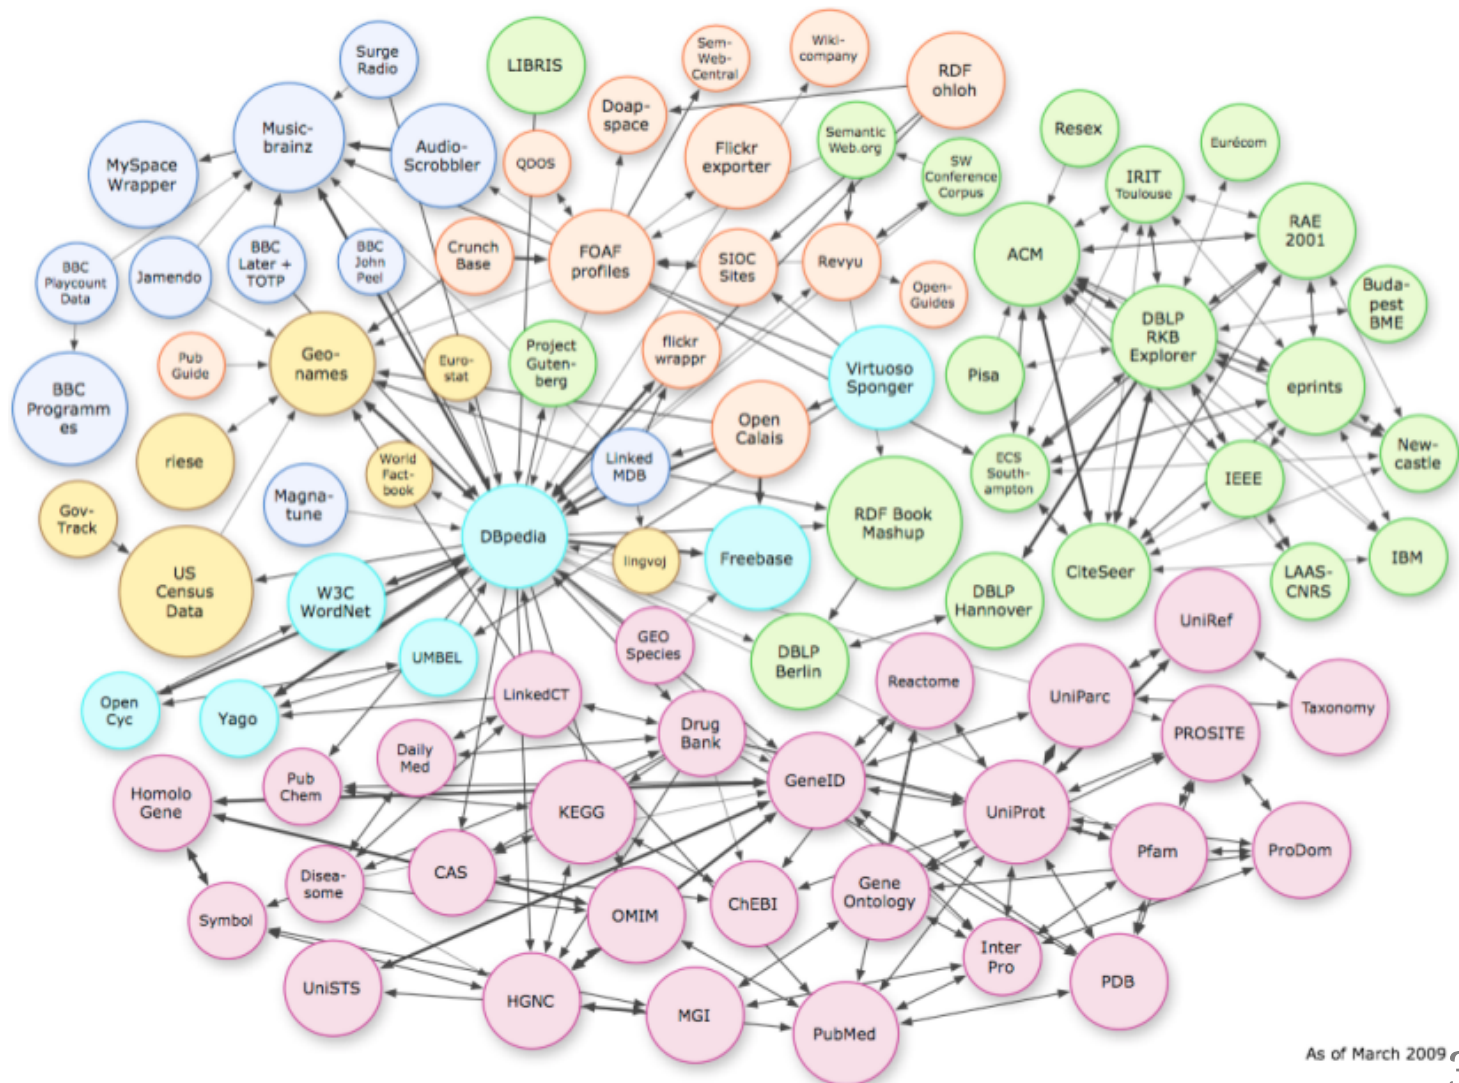 Surge
Radio
LIBRIS
Sem-
Web-
Central
Wiki-
company
RDF
ohloh
Doap-
space
Music-
brainz
Audio-
Scrobbler
QDOS
Flickr
exporter
Semantic
Web.org
SW
Conference
Corpus
Resex
Eurécom
IRIT
Toulouse
MySpace
Wrapper
RAE
2001
ACM
BBC
Playcount
Data
Jamendo
BBC
Later +
TOTP
BBC
John
Peel
Crunch
Base
FOAF
profiles
SIOC
Sites
Revyu
Open-
Guides
DBLP
RKB
Explorer
Buda-
pest
BME
Pub
Guide
Geo-
names
Euro-
stat
Project
Guten-
berg
flickr
wrappr
Virtuoso
Sponger
Pisa
eprints
BBC
Programm
es
Open
Calais
riese
World
Fact-
book
Linked
MDB
ECS
South-
ampton
IEEE
New-
castle
Gov-
Track
Magna-
tune
DBpedia
RDF Book
Mashup
lingvoj
Freebase
CiteSeer
LAAS-
CNRS
IBM
US
Census
Data
W3C
WordNet
DBLP
Hannover
UniRef
UMBEL
GEO
Species
DBLP
Berlin
Open
Cyc
Yago
LinkedCT
Reactome
UniParc
Taxonomy
Daily
Med
Drug
Bank
PROSITE
Homolo
Gene
Pub
Chem
KEGG
GeneID
UniProt
Pfam
ProDom
Disea-
some
CAS
ChEBI
Gene
Ontology
Symbol
OMIM
Inter
Pro
UniSTS
HGNC
MGI
PubMed
PDB
As of March 2009